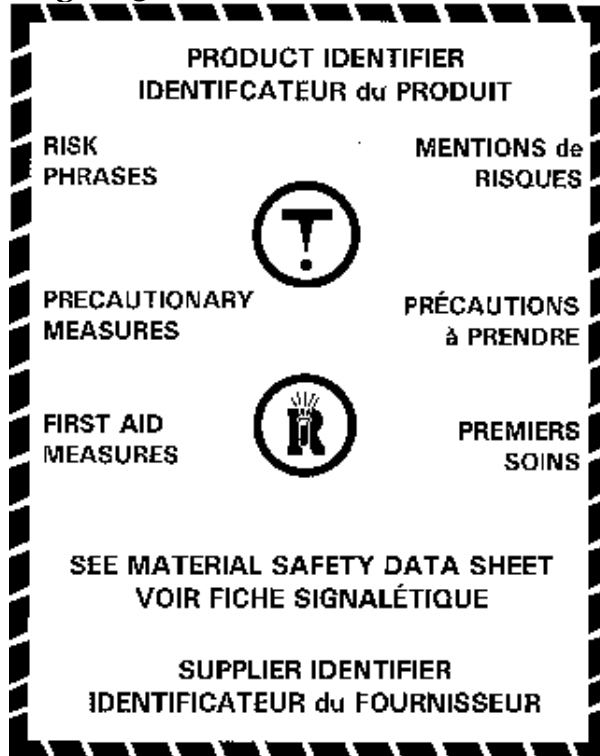 PRODUCT IDENTIFIER
IDENTIFCATEUR du PRODUIT
RISK
PHRASES
MENTIONS de
RISQUES
PRECAUTIONARY
MEASURES
PRÉCAUTIONS
à PRENDRE
FIRST AID
MEASURES
R
PREMIERS
SOINS
SEE MATERIAL SAFETY DATA SHEET
VOIR FICHE SIGNALÉTIQUE
SUPPLIER IDENTIFIER
IDENTIFICATEUR du FOURNISSEUR